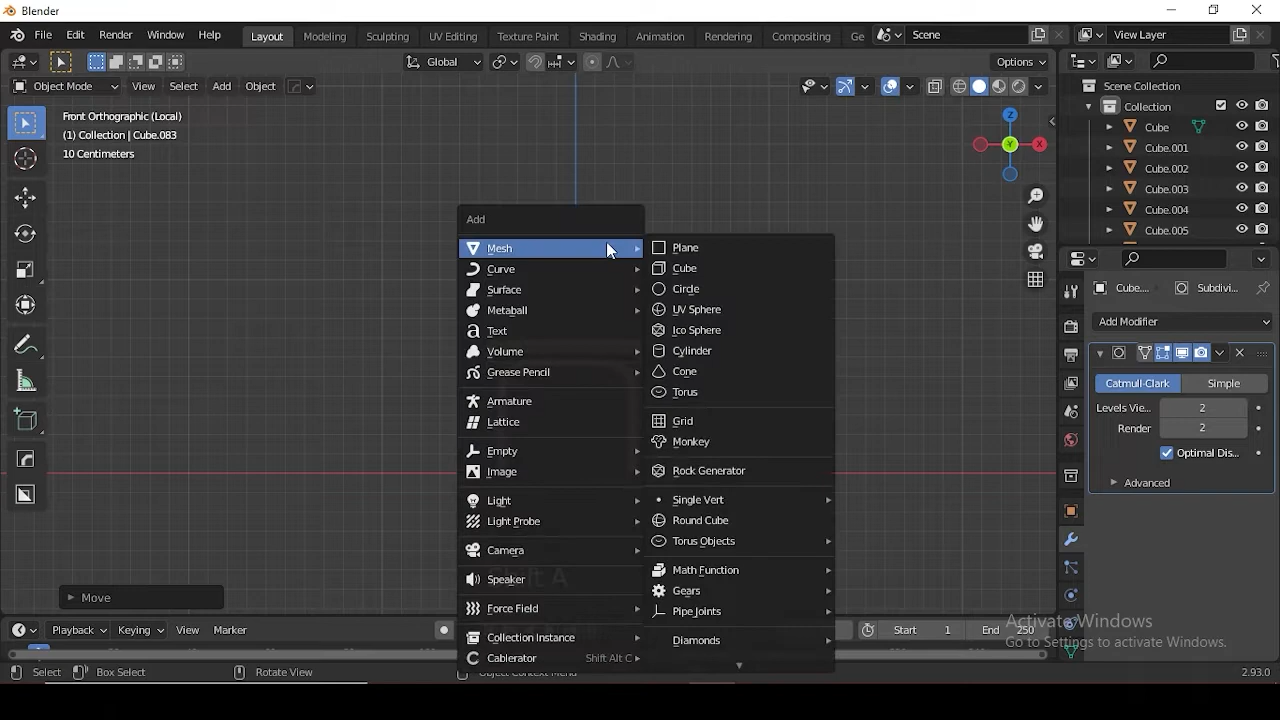 Blender
File Edit Render Window Help Layout Modeling Sculpting UV Editing Texture Paint Shading Animation Rendering Compositing Ge Scene View Layer
Global Options
Object Mode View Select Add Object
Front Orthographic (Local)
(1) Collection | Cube.083
10 Centimeters
Z
Y
X
Scene Collection
Collection
Cube
Cube.001
Cube.002
Cube.003
Cube.004
Cube.005
Cube.... Subdivi...
Add Modifier
Catmull-Clark Simple
Levels Vie... 2
Render 2
Optimal Dis...
Advanced
Add
Mesh
Curve
Surface
Metaball
Text
Volume
Grease Pencil
Armature
Lattice
Empty
Image
Light
Light Probe
Camera
Speaker
Force Field
Collection Instance
Cablerator Shift Alt C
Plane
Cube
Circle
UV Sphere
Ico Sphere
Cylinder
Cone
Torus
Grid
Monkey
Rock Generator
Single Vert
Round Cube
Torus Objects
Math Function
Gears
Pipe Joints
Diamonds
Shift A
Move
Playback Keying View Marker Start 1 End 250
Activate Windows
Go to Settings to activate Windows.
Select Box Select Rotate View Object Context Menu 2.93.0